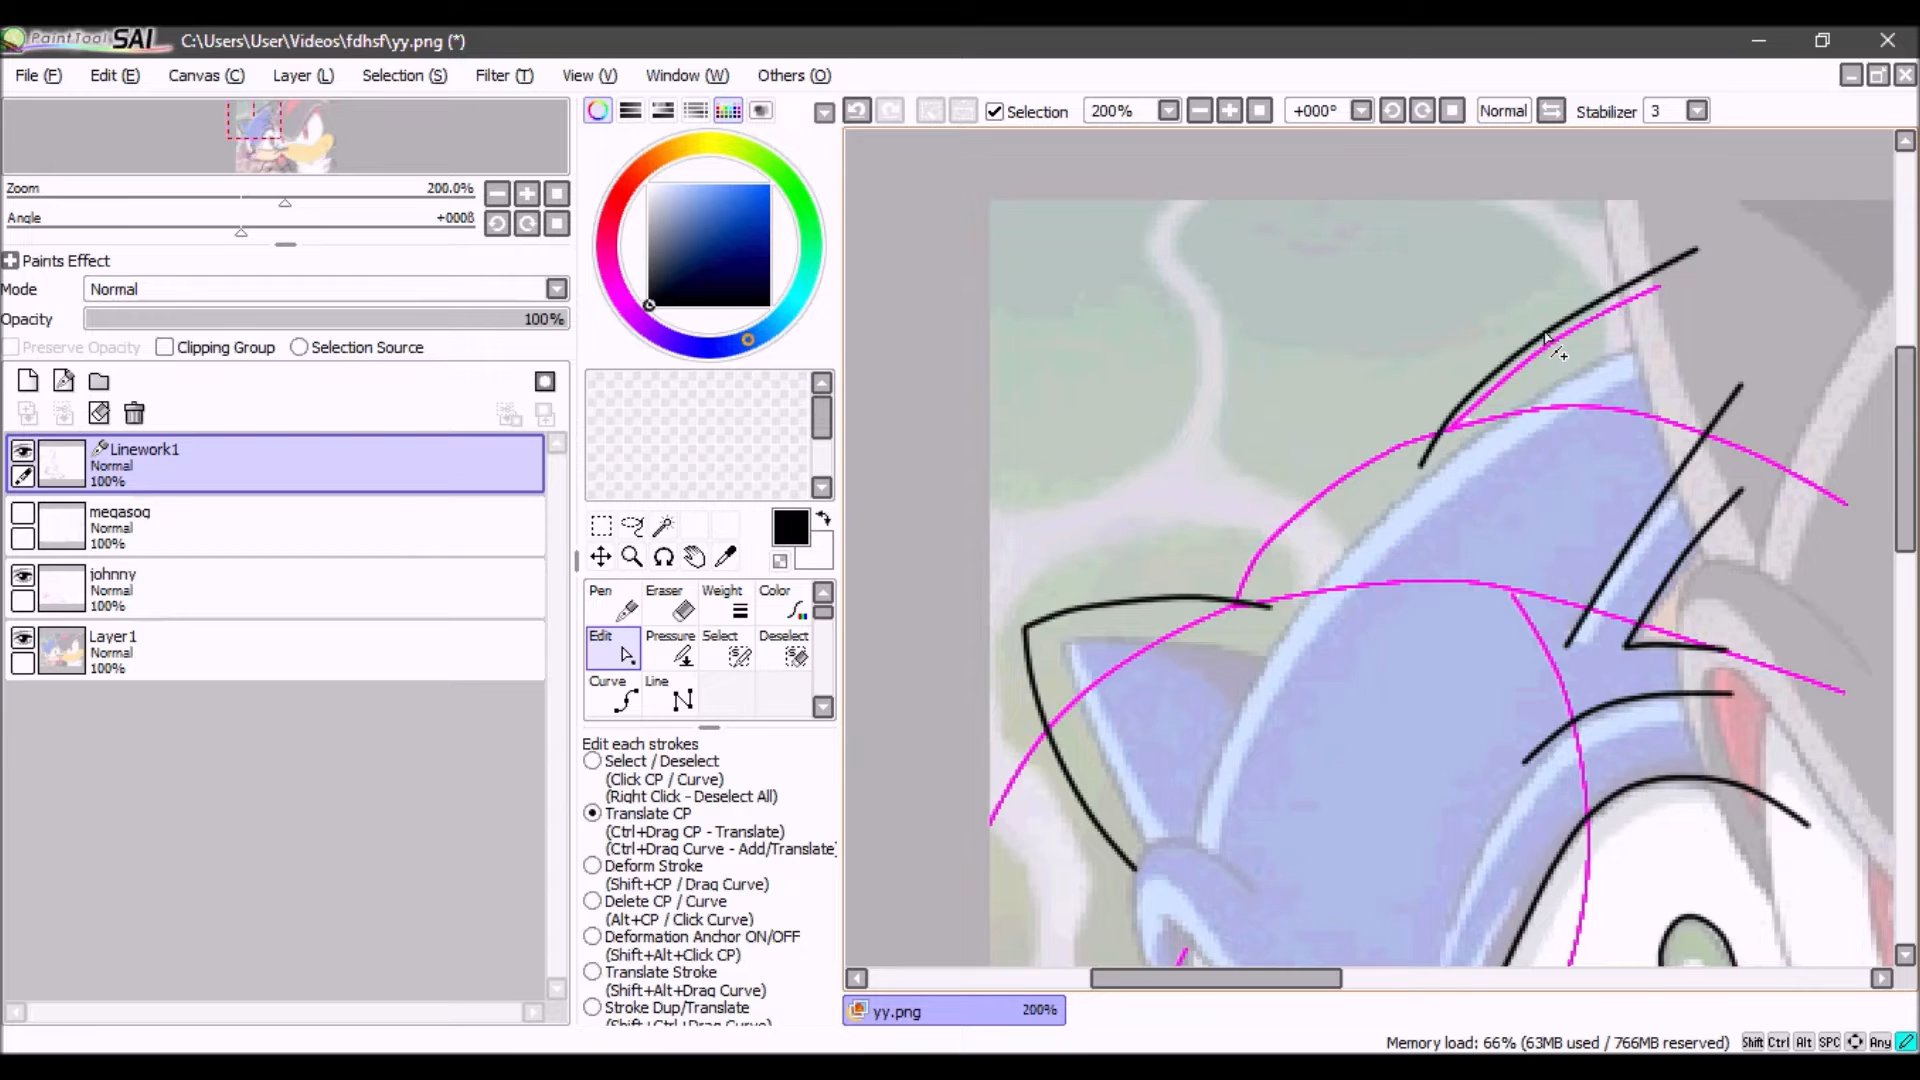 PaintTool SAI C:\Users\User\Videos\fdhsf\yy.png (*)
File (F) Edit (E) Canvas (C) Layer (L) Selection (S) Filter (T) View (V) Window (W) Others (O)
Selection 200% +000° Normal Stabilizer 3
Zoom 200.0%
Angle +000ß
Paints Effect
Mode Normal
Opacity 100%
Preserve Opacity Clipping Group Selection Source
Linework1
Normal
100%
megasog
Normal
100%
johnny
Normal
100%
Layer1
Normal
100%
Pen Eraser Weight Color
Edit Pressure Select Deselect
Curve Line
Edit each strokes
Select / Deselect
(Click CP / Curve)
(Right Click - Deselect All)
Translate CP
(Ctrl+Drag CP - Translate)
(Ctrl+Drag Curve - Add/Translate)
Deform Stroke
(Shift+CP / Drag Curve)
Delete CP / Curve
(Alt+CP / Click Curve)
Deformation Anchor ON/OFF
(Shift+Alt+Click CP)
Translate Stroke
(Shift+Alt+Drag Curve)
Stroke Dup/Translate
(Shift+Ctrl+Drag Curve)
yy.png 200%
Memory load: 66% (63MB used / 766MB reserved) Shift Ctrl Alt SPC Any